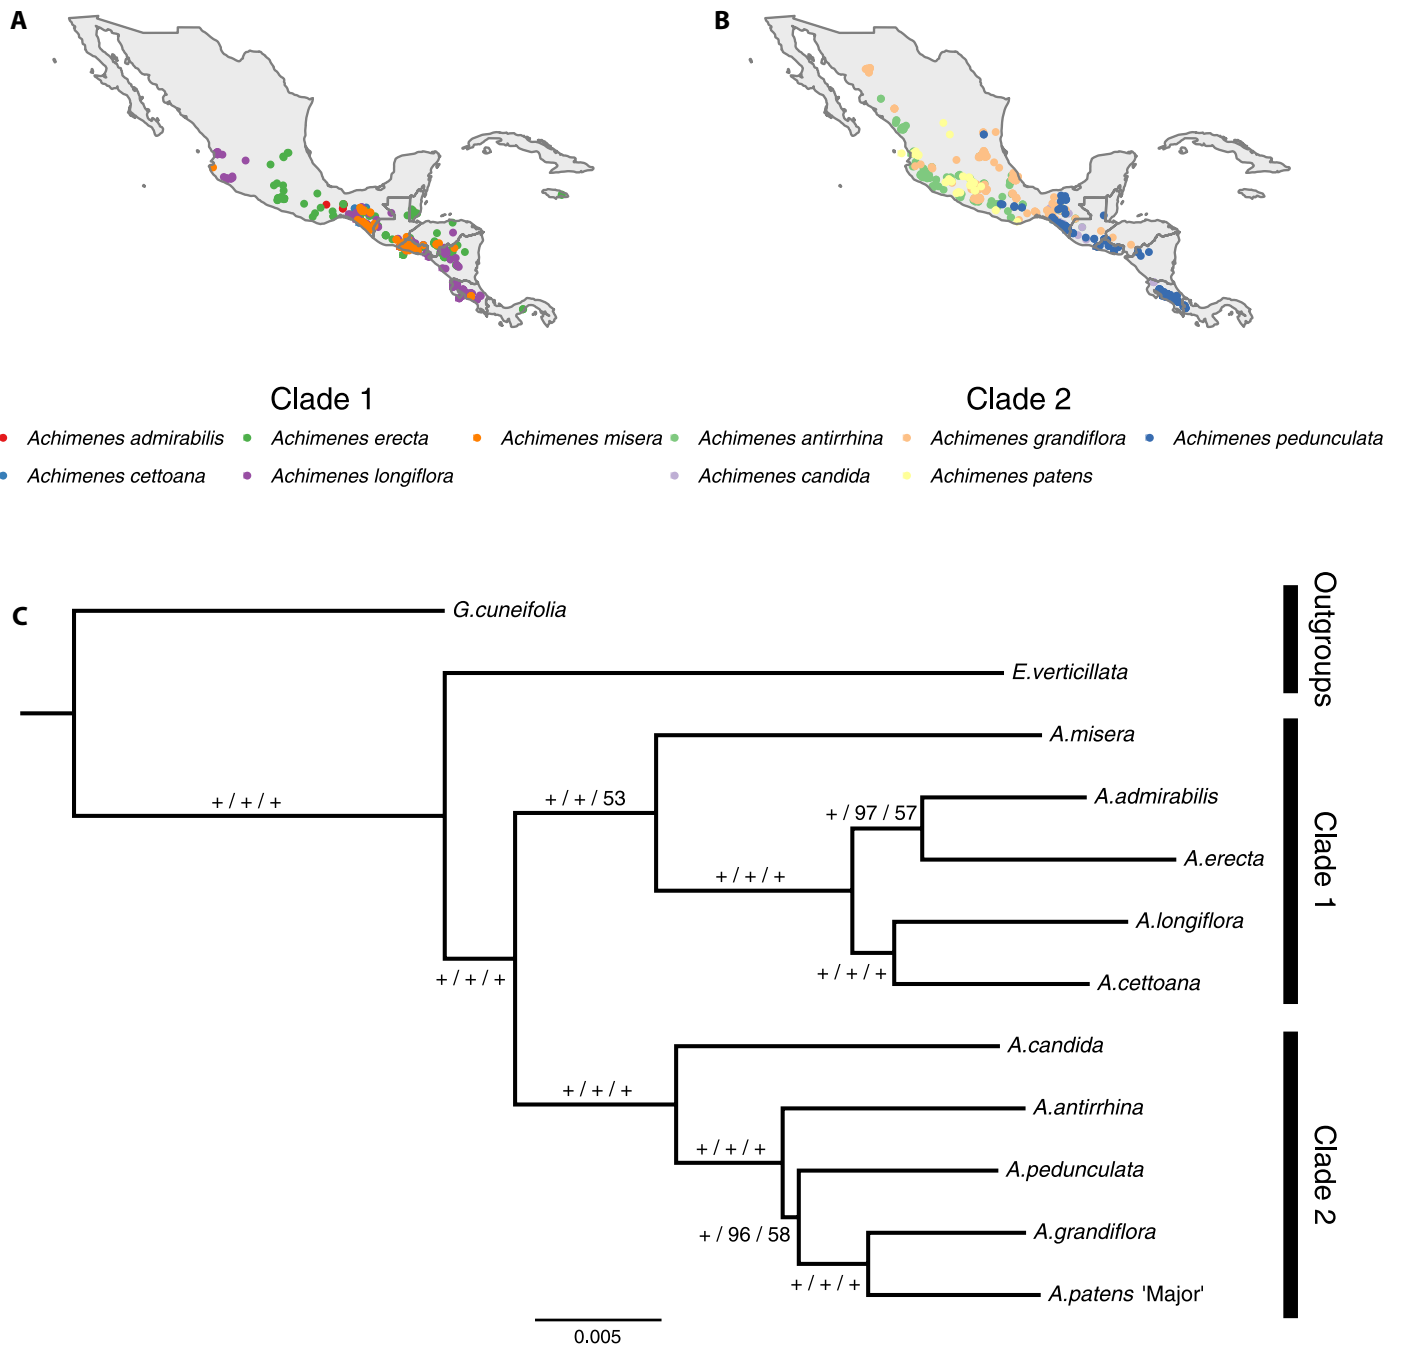 A
B
Clade 1
Clade 2
Achimenes admirabilis
Achimenes erecta
Achimenes misera
Achimenes antirrhina
Achimenes grandiflora
Achimenes pedunculata
Achimenes cettoana
Achimenes longiflora
Achimenes candida
Achimenes patens
C
G.cuneifolia
Outgroups
E.verticillata
A.misera
+ / + / +
+ / + / 53
A.admirabilis
+ / 97 / 57
A.erecta
Clade 1
+ / + / +
A.longiflora
+ / + / +
+ / + / +
A.cettoana
A.candida
+ / + / +
A.antirrhina
+ / + / +
A.pedunculata
Clade 2
+ / 96 / 58
A.grandiflora
+ / + / +
A.patens 'Major'
0.005